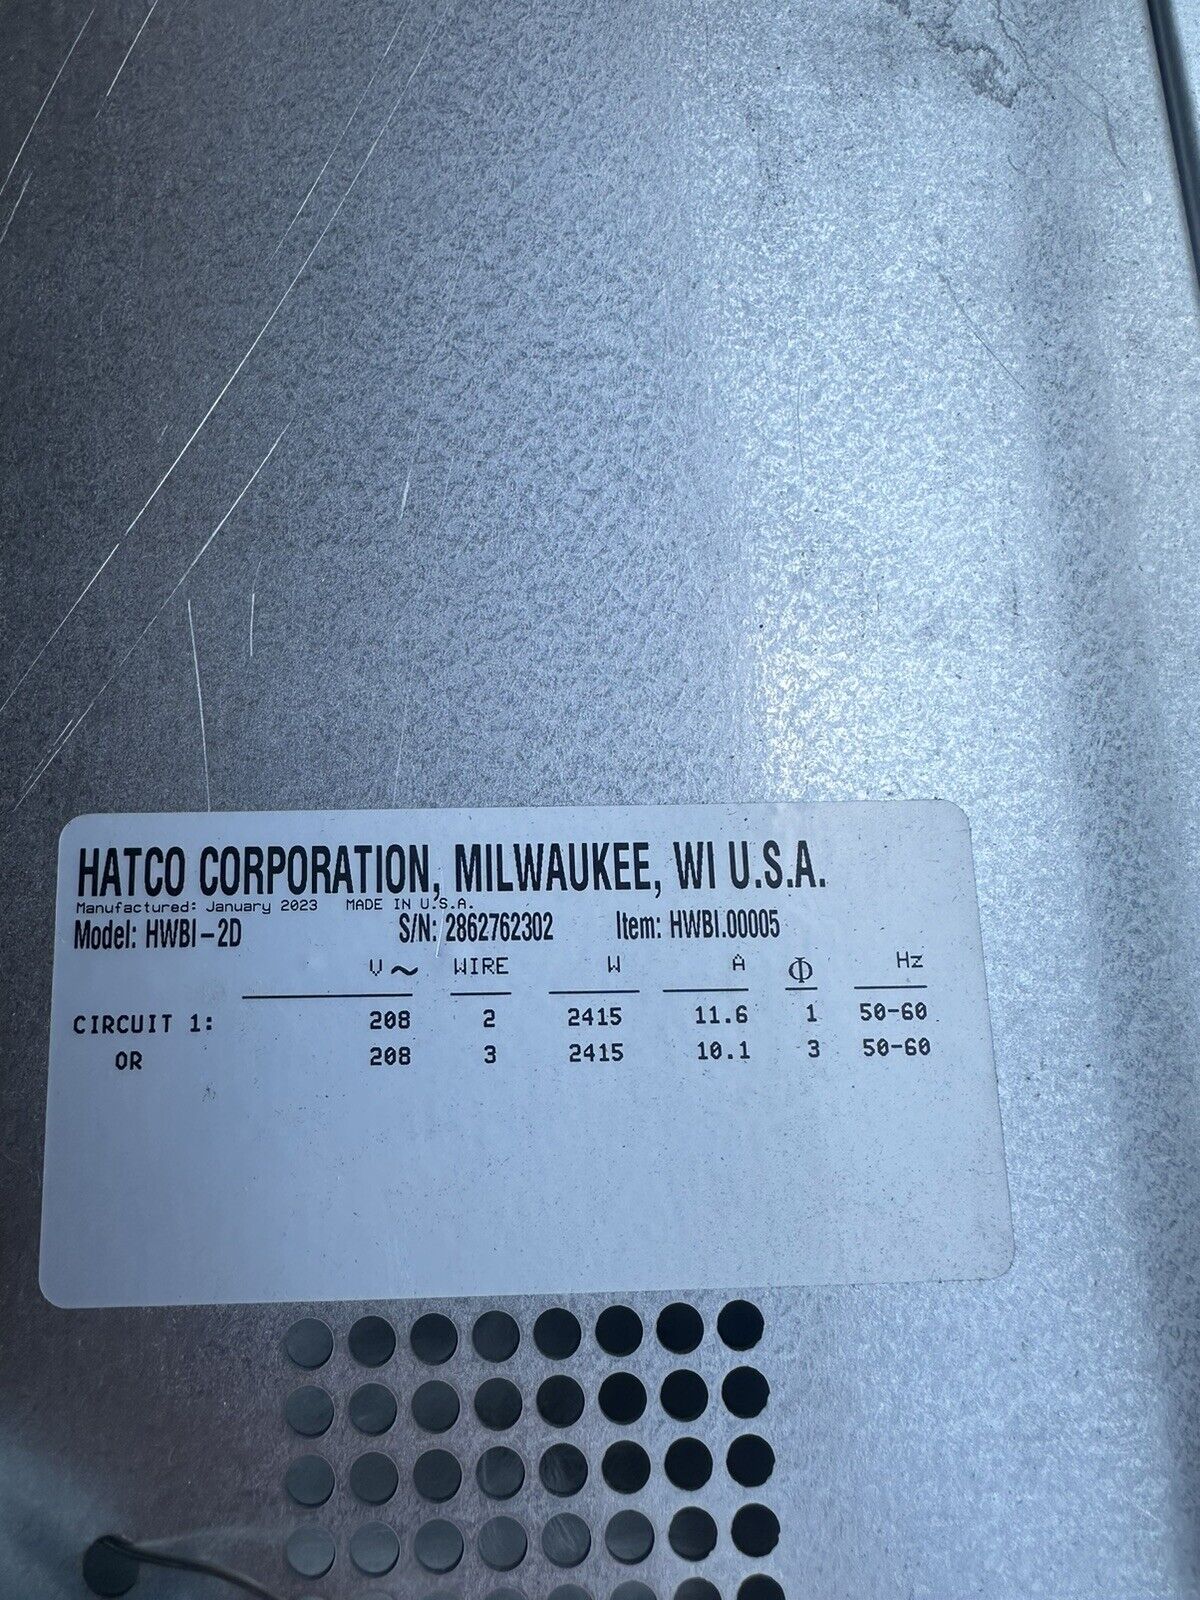 HATCO CORPORATION, MILWAUKEE, WI U.S.A.
Manufactured: January 2023 MADE IN U.S.A.
Model: HWBI-2D S/N: 2862762302 Item: HWBI.00005
V ~ WIRE W A Φ Hz
CIRCUIT 1: 208 2 2415 11.6 1 50-60
OR 208 3 2415 10.1 3 50-60